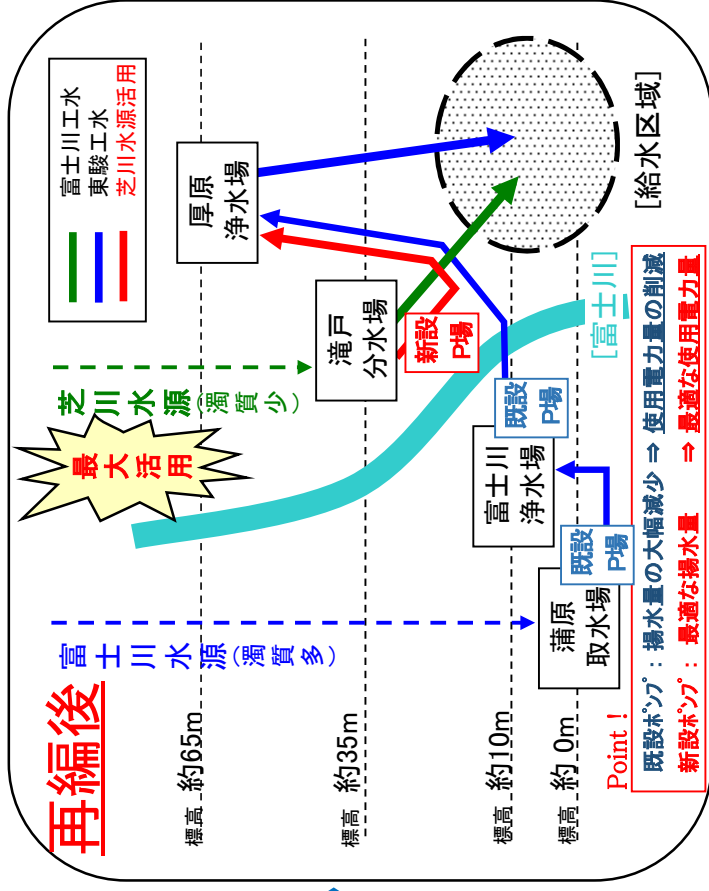 再編後
富士川工水
東駿工水
芝川水源活用
最大活用
芝川水源(濁質少)
富士川水源(濁質多)
標高 約65m
標高 約35m
標高 約10m
標高 約 0m
厚原
浄水場
滝戸
分水場
新設
P場
既設
P場
富士川
浄水場
既設
P場
蒲原
取水場
[富士川]
[給水区域]
Point！
既設ﾎﾟﾝﾌﾟ：揚水量の大幅減少 ⇒ 使用電力量の削減
新設ﾎﾟﾝﾌﾟ：最適な揚水量 ⇒ 最適な使用電力量